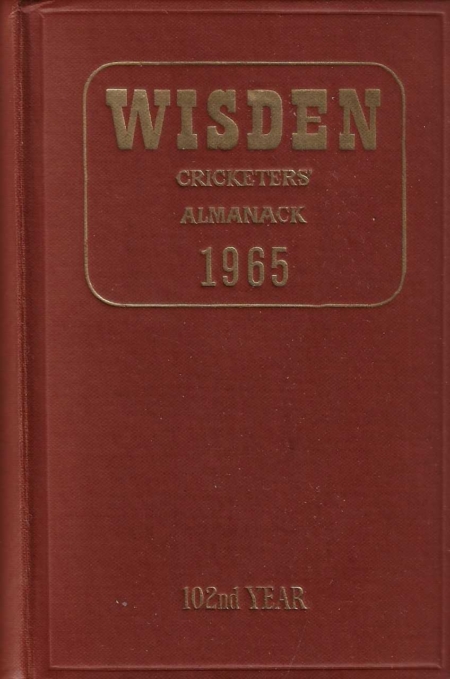 WISDEN
CRICKETERS'
ALMANACK
1965
102nd YEAR